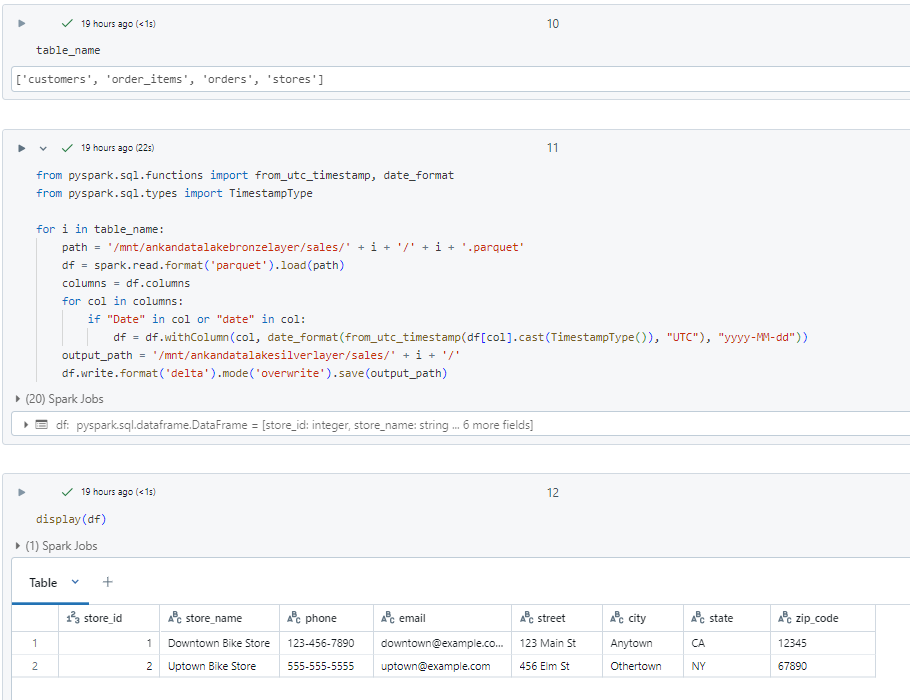 19 hours ago (<1s) 10
table_name
['customers', 'order_items', 'orders', 'stores']
19 hours ago (22s) 11
from pyspark.sql.functions import from_utc_timestamp, date_format
from pyspark.sql.types import TimestampType
for i in table_name:
path = '/mnt/ankandatalakebronzelayer/sales/' + i + '/' + i + '.parquet'
df = spark.read.format('parquet').load(path)
columns = df.columns
for col in columns:
if "Date" in col or "date" in col:
df = df.withColumn(col, date_format(from_utc_timestamp(df[col].cast(TimestampType()), "UTC"), "yyyy-MM-dd"))
output_path = '/mnt/ankandatalakesilverlayer/sales/' + i + '/'
df.write.format('delta').mode('overwrite').save(output_path)
(20) Spark Jobs
df: pyspark.sql.dataframe.DataFrame = [store_id: integer, store_name: string ... 6 more fields]
19 hours ago (<1s) 12
display(df)
(1) Spark Jobs
Table +
123 store_id ABC store_name ABC phone ABC email ABC street ABC city ABC state ABC zip_code
1 1 Downtown Bike Store 123-456-7890 downtown@example.co... 123 Main St Anytown CA 12345
2 2 Uptown Bike Store 555-555-5555 uptown@example.com 456 Elm St Othertown NY 67890